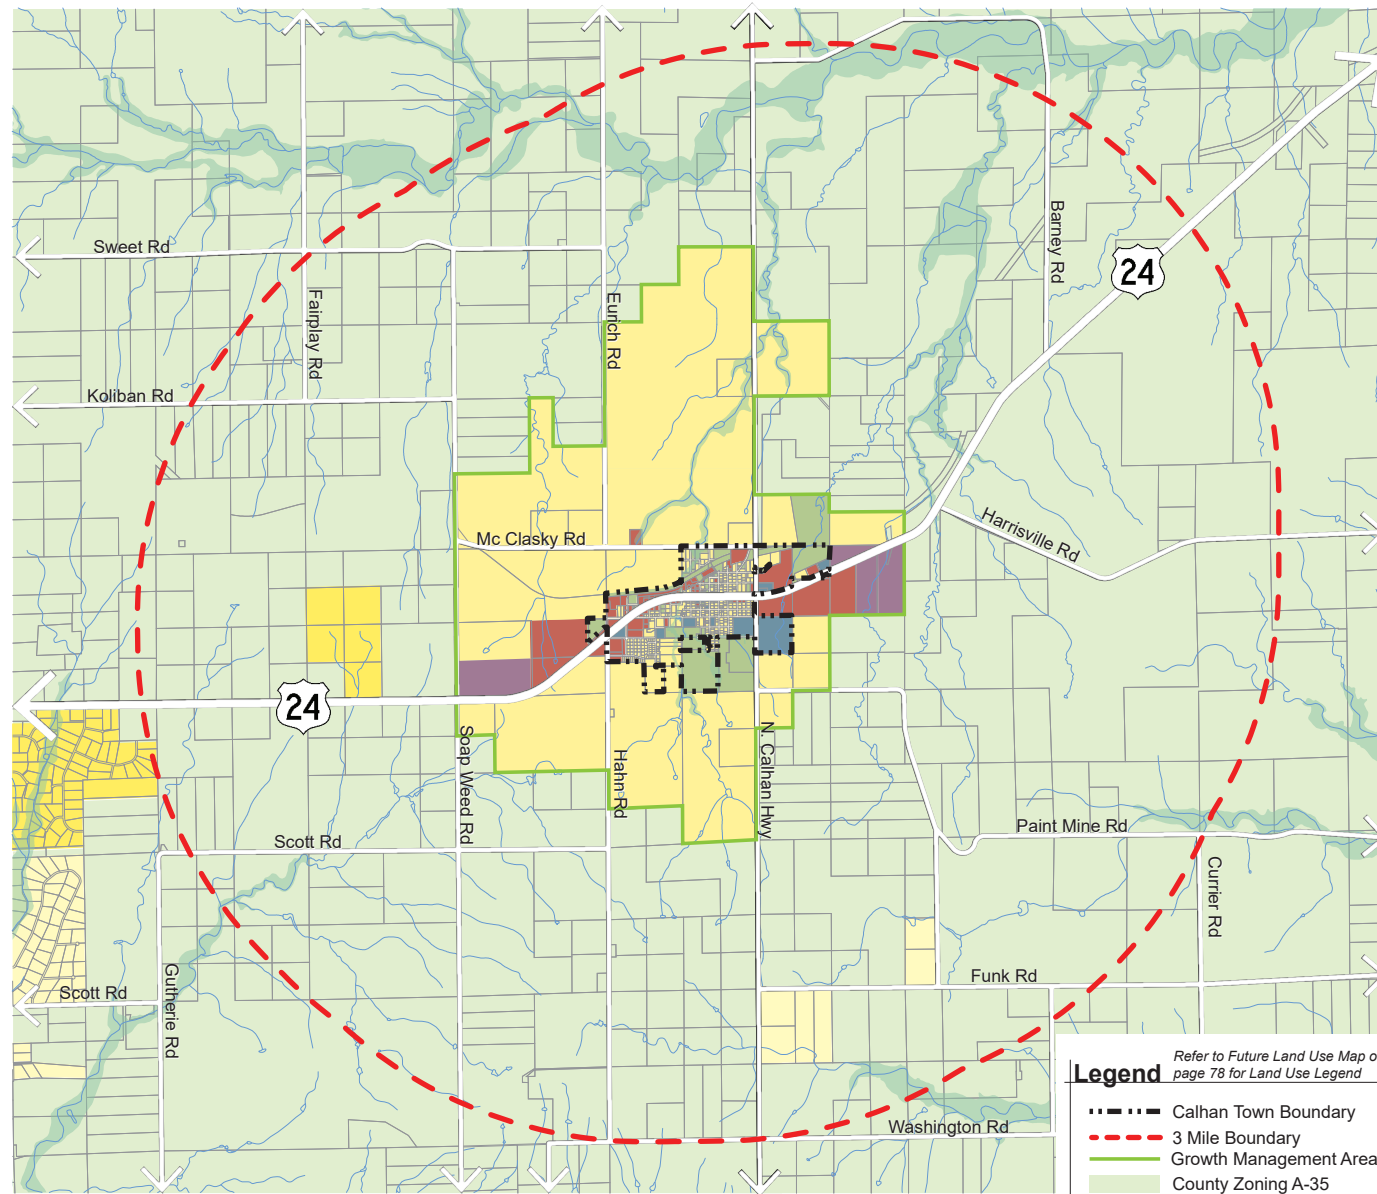 Sweet Rd
Fairplay Rd
Eurich Rd
Barney Rd
24
Koliban Rd
Mc Clasky Rd
Harrisville Rd
24
Soap Weed Rd
Hahn Rd
N. Calhan Hwy
Scott Rd
Paint Mine Rd
Currier Rd
Scott Rd
Gutherie Rd
Funk Rd
Washington Rd
Legend
Refer to Future Land Use Map o
page 78 for Land Use Legend
Calhan Town Boundary
3 Mile Boundary
Growth Management Area
County Zoning A-35